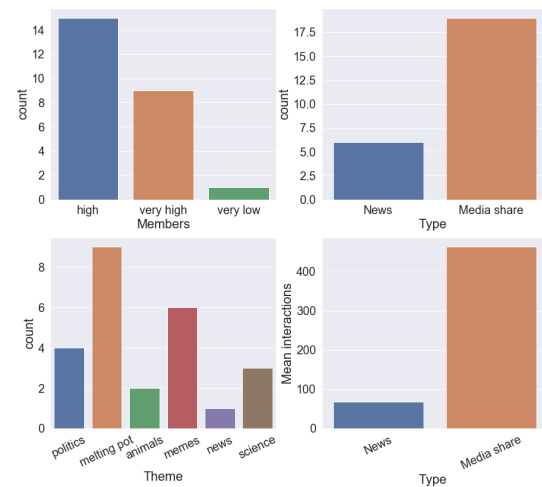 14
12
10
8
6
4
2
0
count
high very high very low
Members
17.5
15.0
12.5
10.0
7.5
5.0
2.5
0.0
count
News Media share
Type
8
6
4
2
0
count
politics melting pot animals memes news science
Theme
400
300
200
100
0
Mean interactions
News Media share
Type